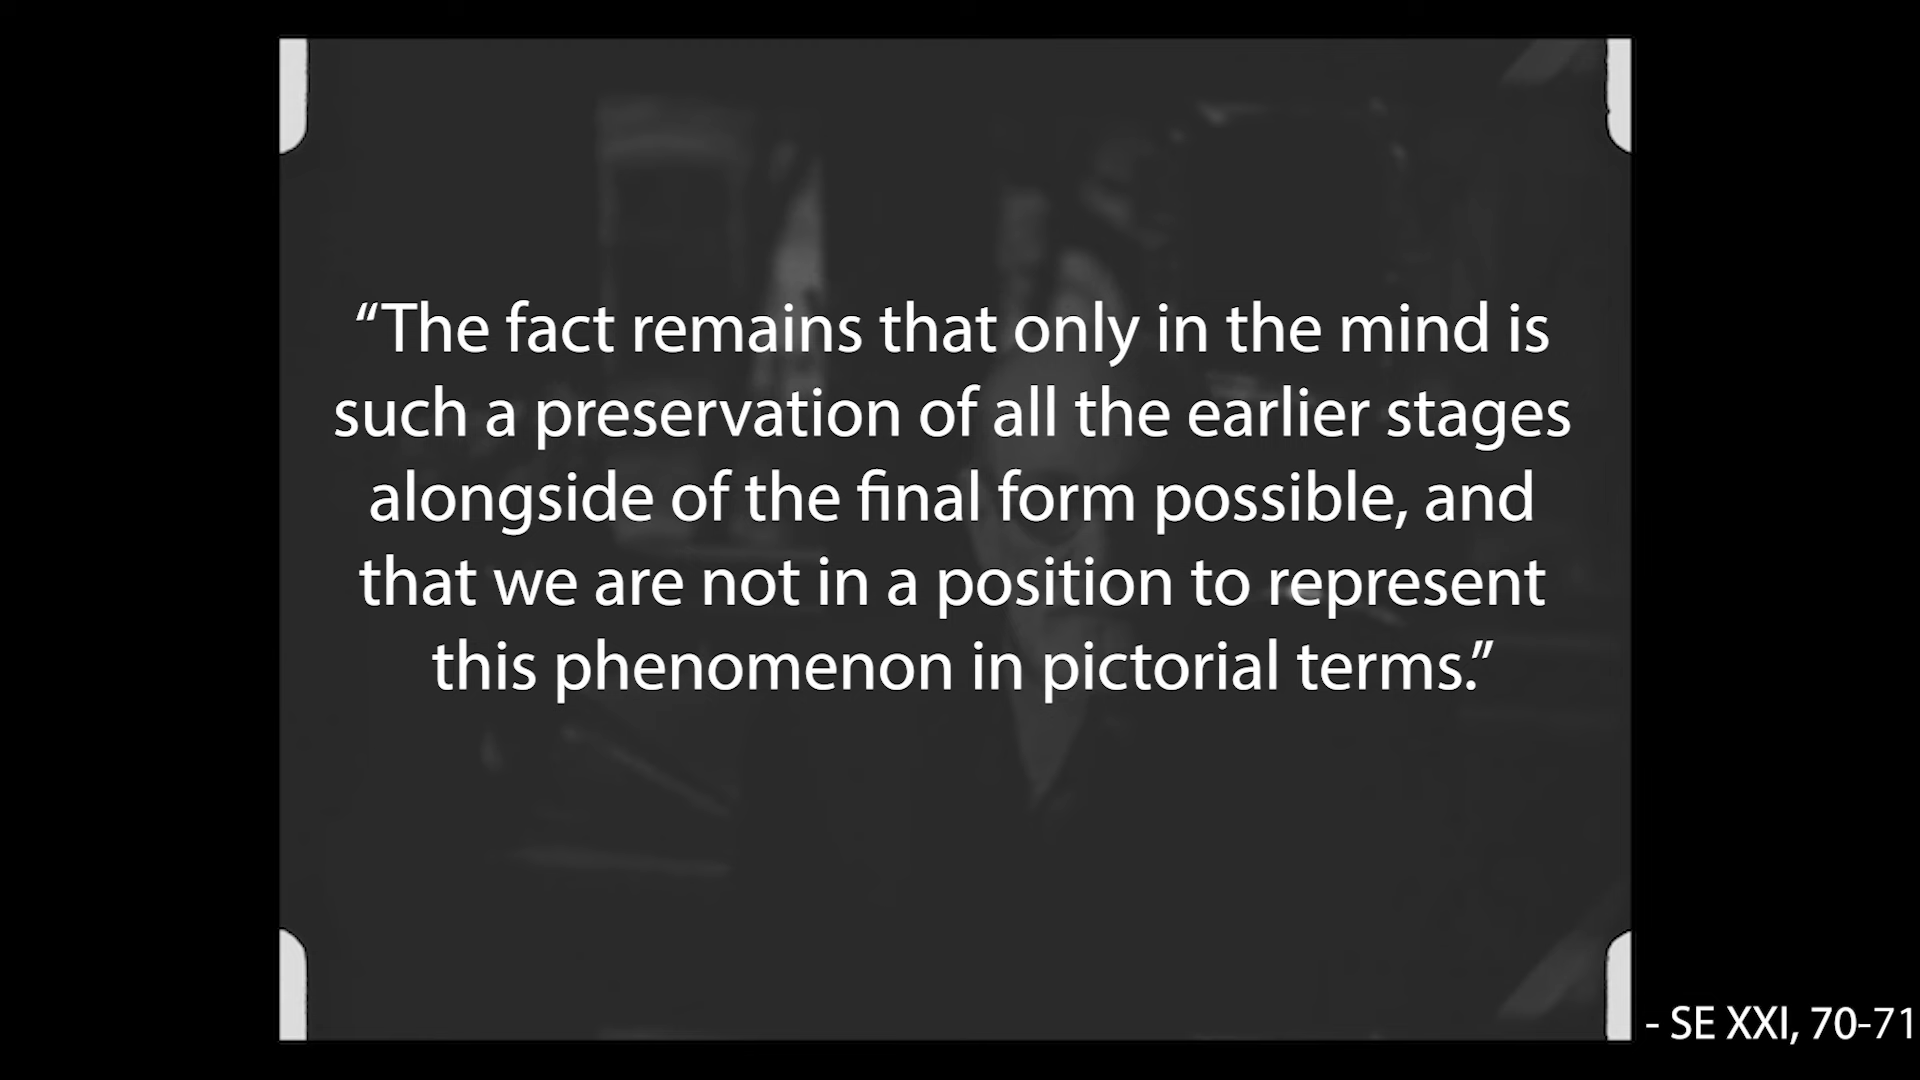 “The fact remains that only in the mind is
such a preservation of all the earlier stages
alongside of the final form possible, and
that we are not in a position to represent
this phenomenon in pictorial terms.”
- SE XXI, 70-71